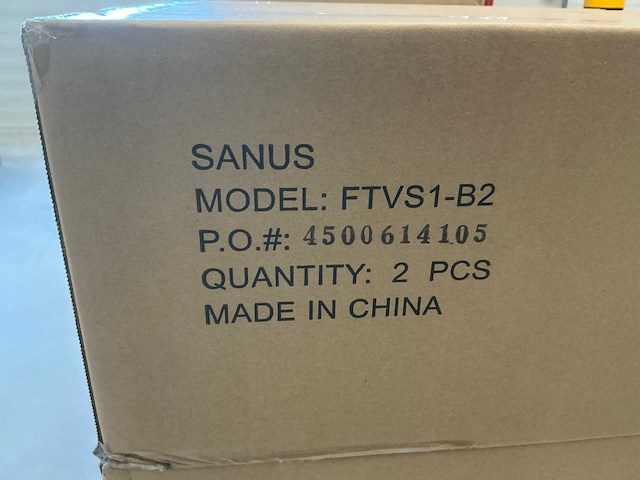 SANUS
MODEL: FTVS1-B2
P.O.#: 4500614105
QUANTITY: 2 PCS
MADE IN CHINA